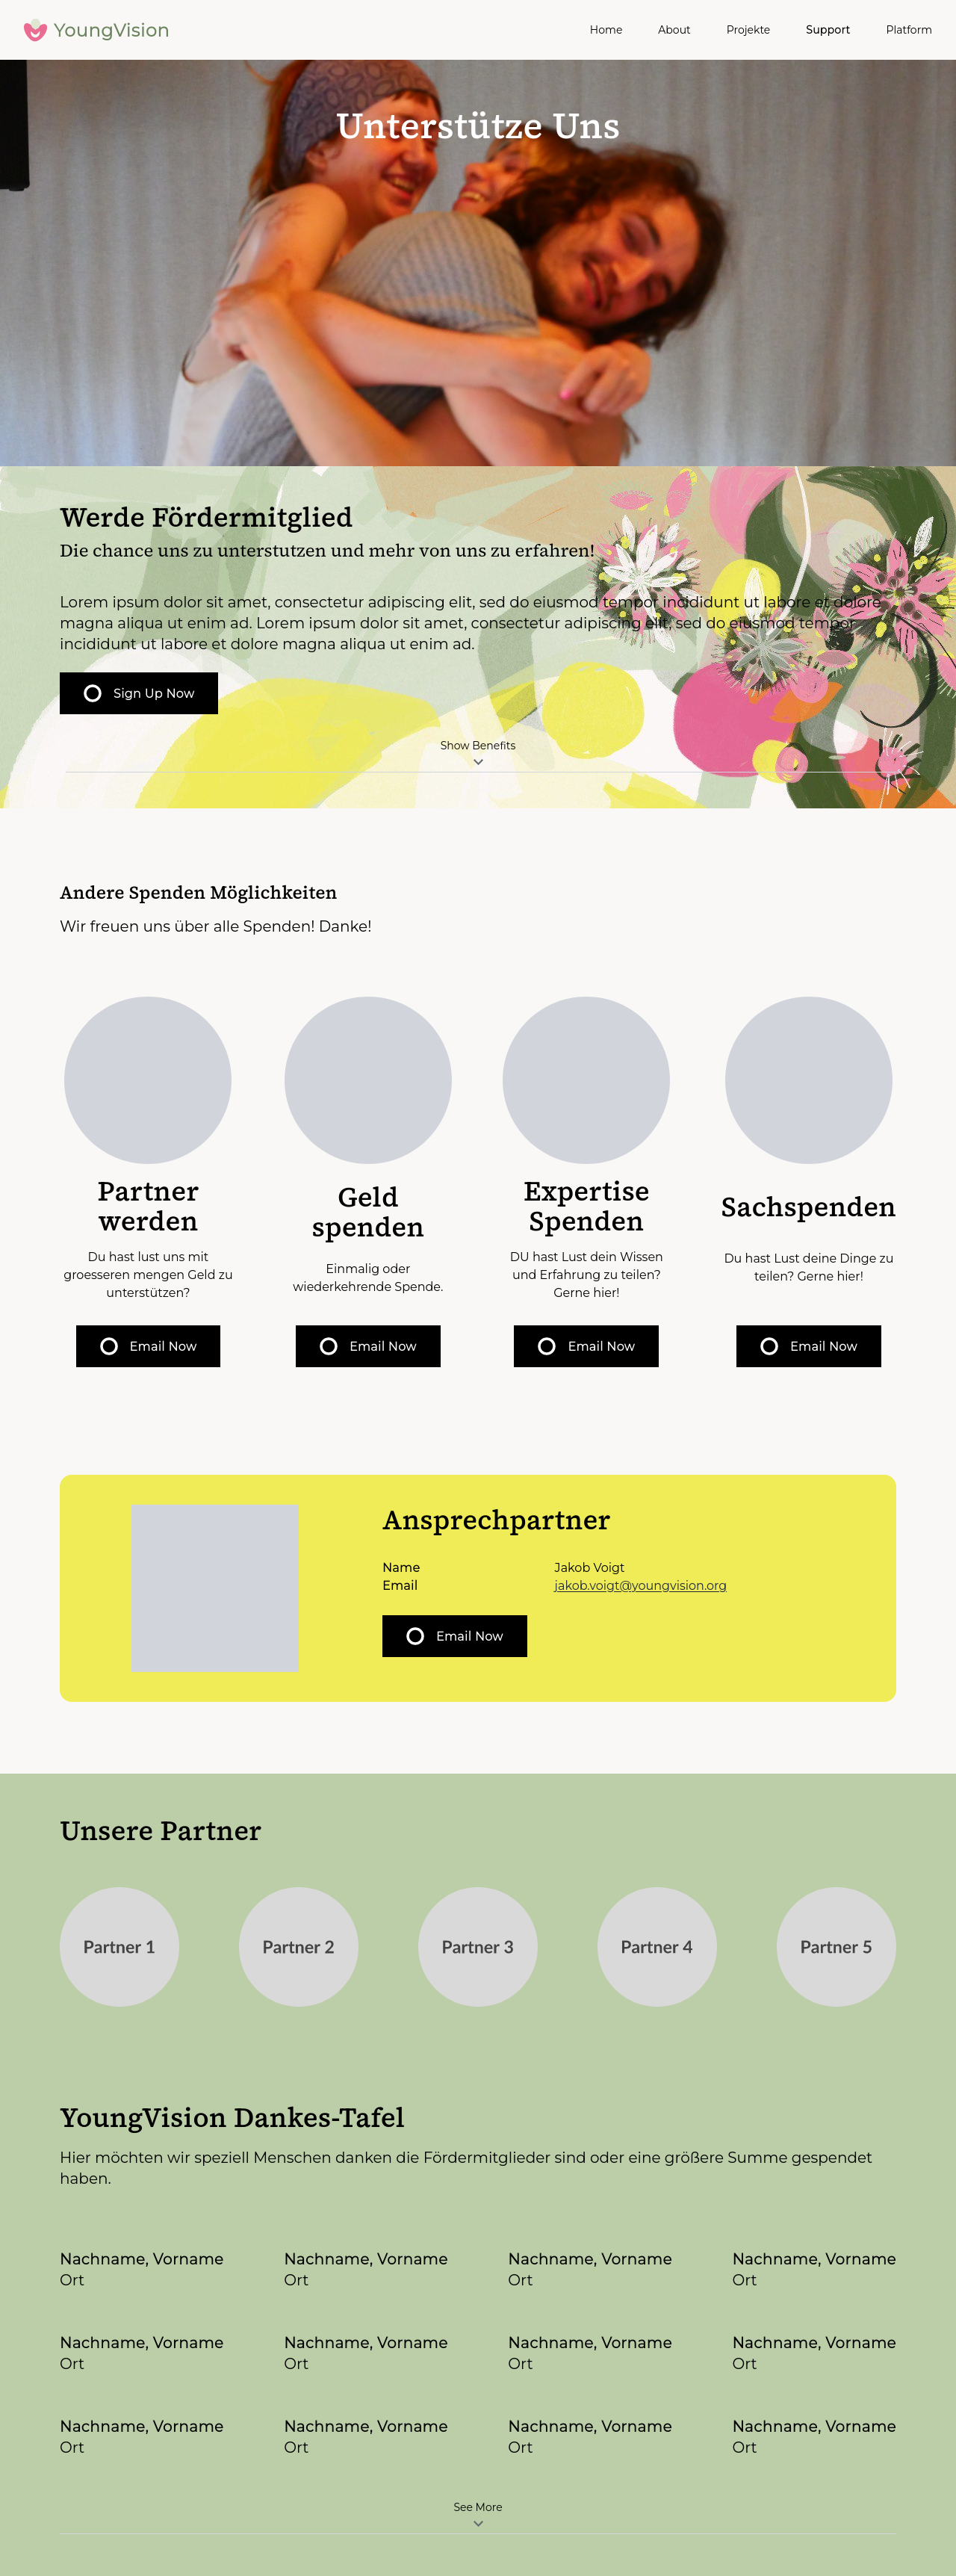 YoungVision
Home About Projekte Support Platform
Unterstütze Uns
Werde Fördermitglied
Die chance uns zu unterstutzen und mehr von uns zu erfahren!
Lorem ipsum dolor sit amet, consectetur adipiscing elit, sed do eiusmod tempor incididunt ut labore et dolore
magna aliqua ut enim ad. Lorem ipsum dolor sit amet, consectetur adipiscing elit, sed do eiusmod tempor
incididunt ut labore et dolore magna aliqua ut enim ad.
Sign Up Now
Show Benefits
Andere Spenden Möglichkeiten
Wir freuen uns über alle Spenden! Danke!
Partner
werden
Du hast lust uns mit
groesseren mengen Geld zu
unterstützen?
Email Now
Geld
spenden
Einmalig oder
wiederkehrende Spende.
Email Now
Expertise
Spenden
DU hast Lust dein Wissen
und Erfahrung zu teilen?
Gerne hier!
Email Now
Sachspenden
Du hast Lust deine Dinge zu
teilen? Gerne hier!
Email Now
Ansprechpartner
Name Jakob Voigt
Email jakob.voigt@youngvision.org
Email Now
Unsere Partner
Partner 1 Partner 2 Partner 3 Partner 4 Partner 5
YoungVision Dankes-Tafel
Hier möchten wir speziell Menschen danken die Fördermitglieder sind oder eine größere Summe gespendet
haben.
Nachname, Vorname Nachname, Vorname Nachname, Vorname Nachname, Vorname
Ort Ort Ort Ort
Nachname, Vorname Nachname, Vorname Nachname, Vorname Nachname, Vorname
Ort Ort Ort Ort
Nachname, Vorname Nachname, Vorname Nachname, Vorname Nachname, Vorname
Ort Ort Ort Ort
See More